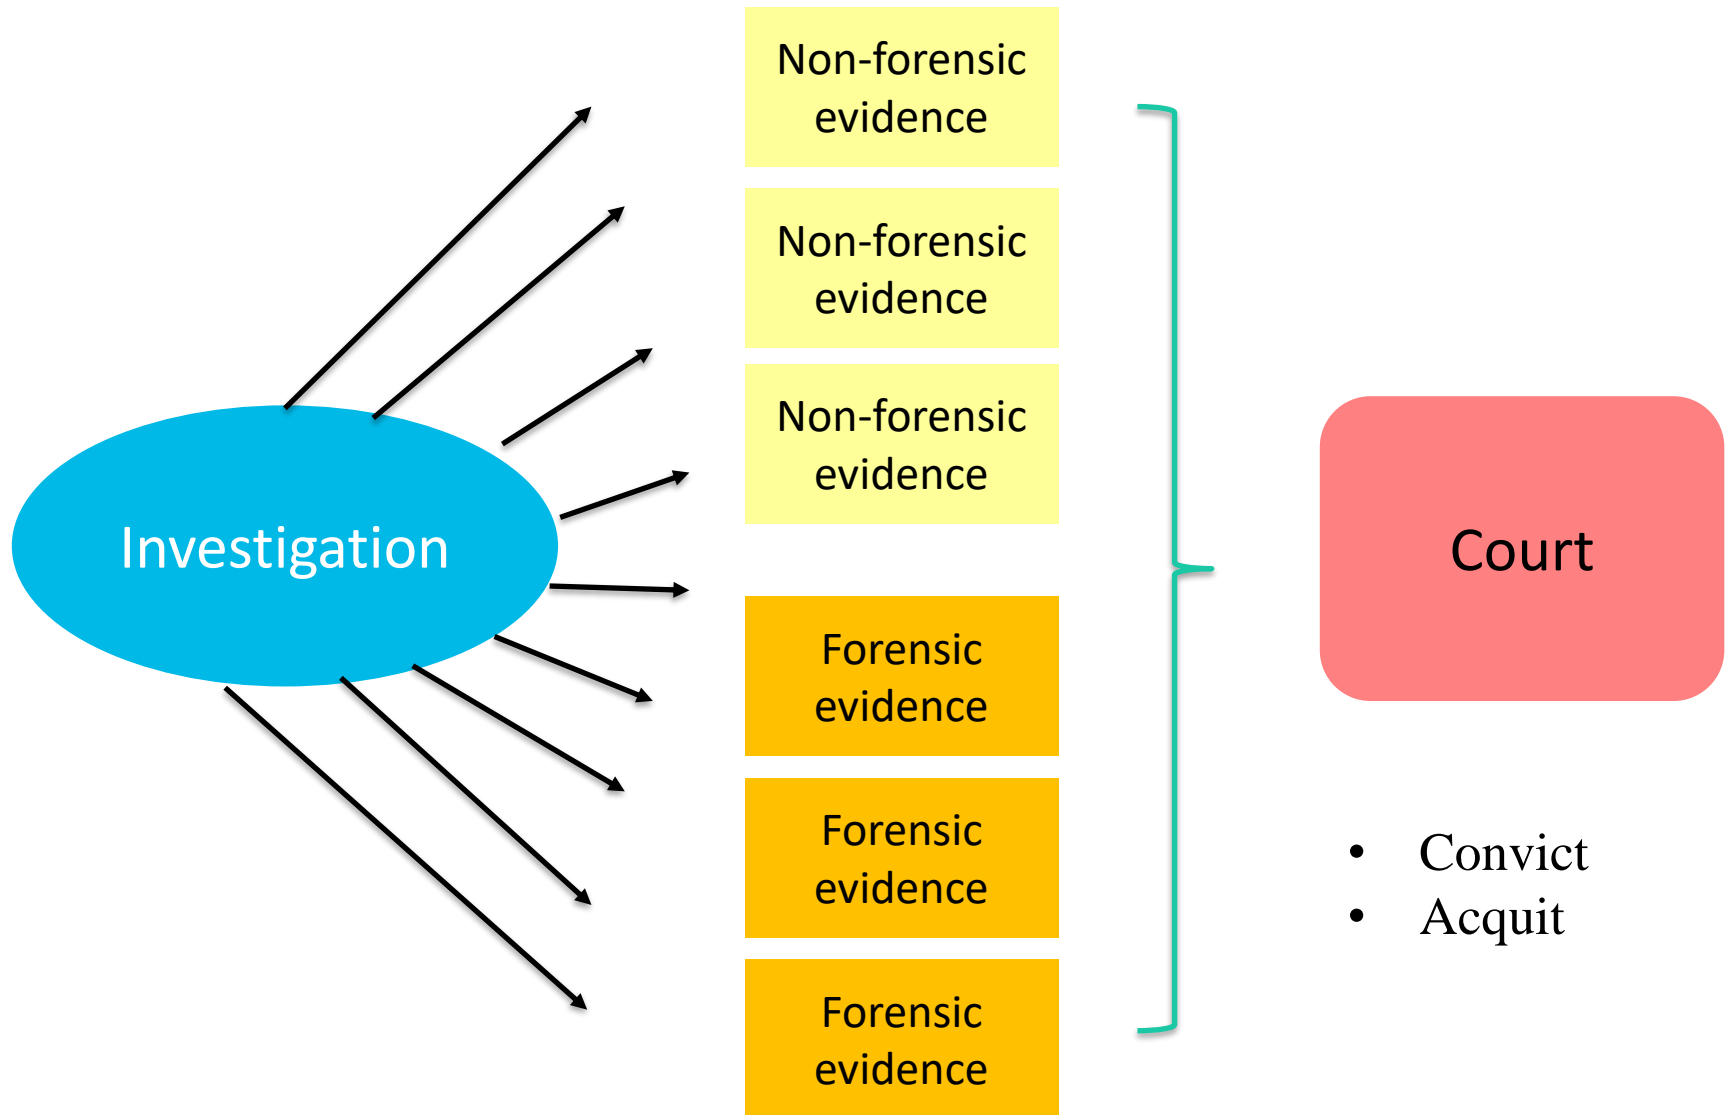 Non-forensic
evidence
Non-forensic
evidence
Non-forensic
evidence
Investigation
Court
Forensic
evidence
Forensic
evidence
Forensic
evidence
• Convict
• Acquit